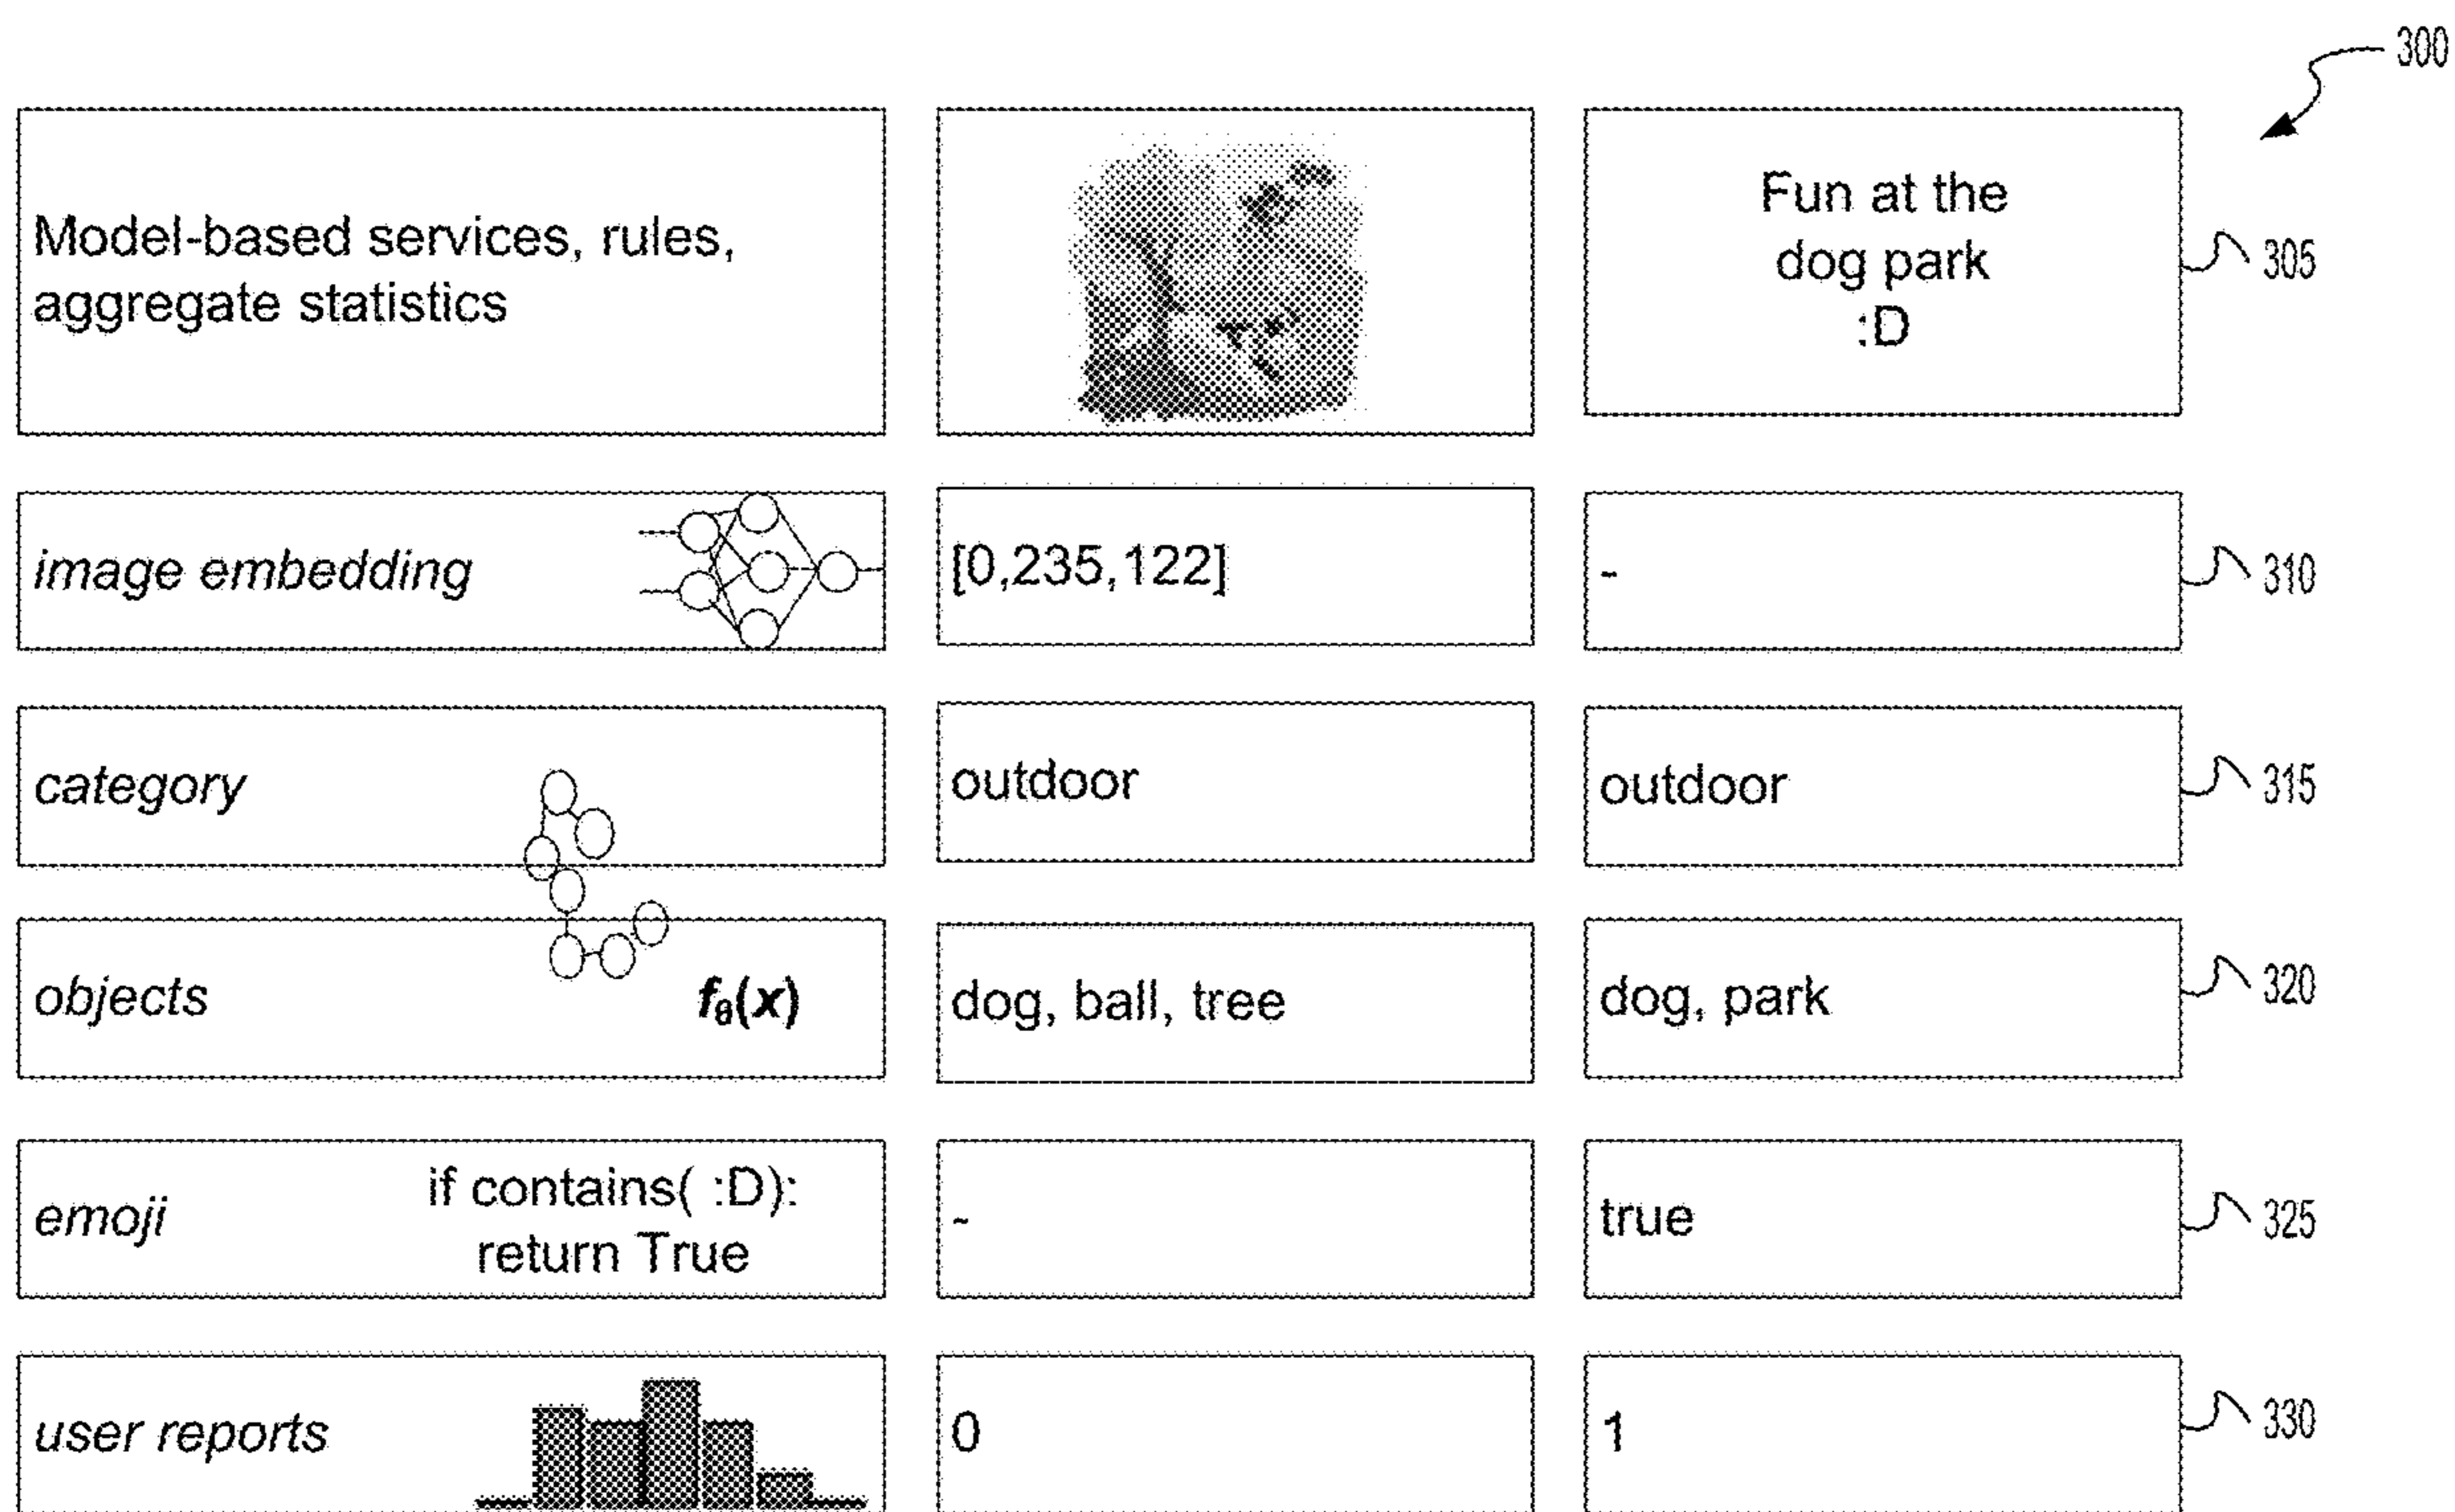 300
Model-based services, rules,
aggregate statistics
Fun at the
dog park
:D
305
image embedding
[0,235,122]
-
310
category
outdoor
outdoor
315
objects
fθ(x)
dog, ball, tree
dog, park
320
emoji
if contains( :D):
return True
-
true
325
user reports
0
1
330